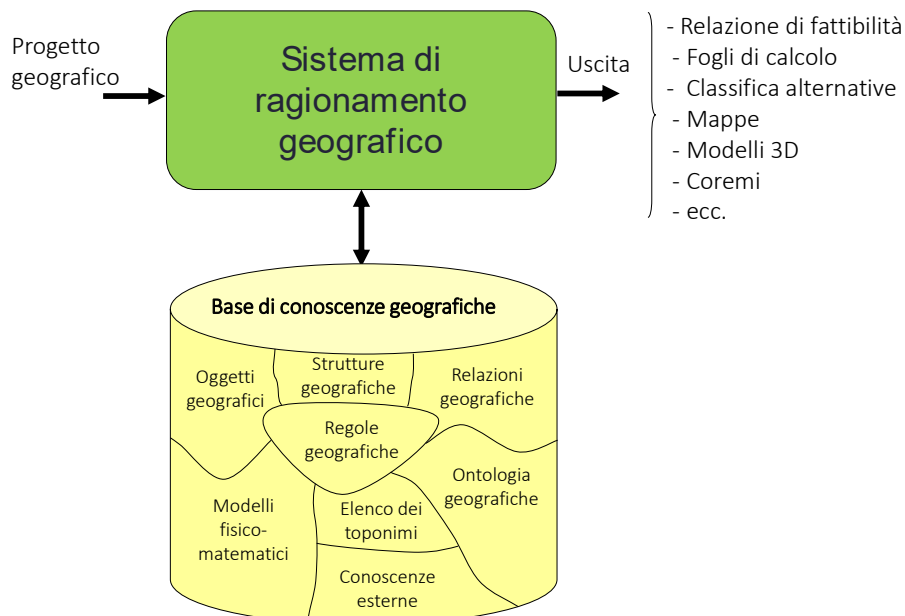 Progetto
geografico
Sistema di
ragionamento
geografico
Uscita
- Relazione di fattibilità
- Fogli di calcolo
- Classifica alternative
- Mappe
- Modelli 3D
- Coremi
- ecc.
Base di conoscenze geografiche
Oggetti
geografici
Strutture
geografiche
Relazioni
geografiche
Regole
geografiche
Modelli
fisico-
matematici
Elenco dei
toponimi
Ontologia
geografiche
Conoscenze
esterne